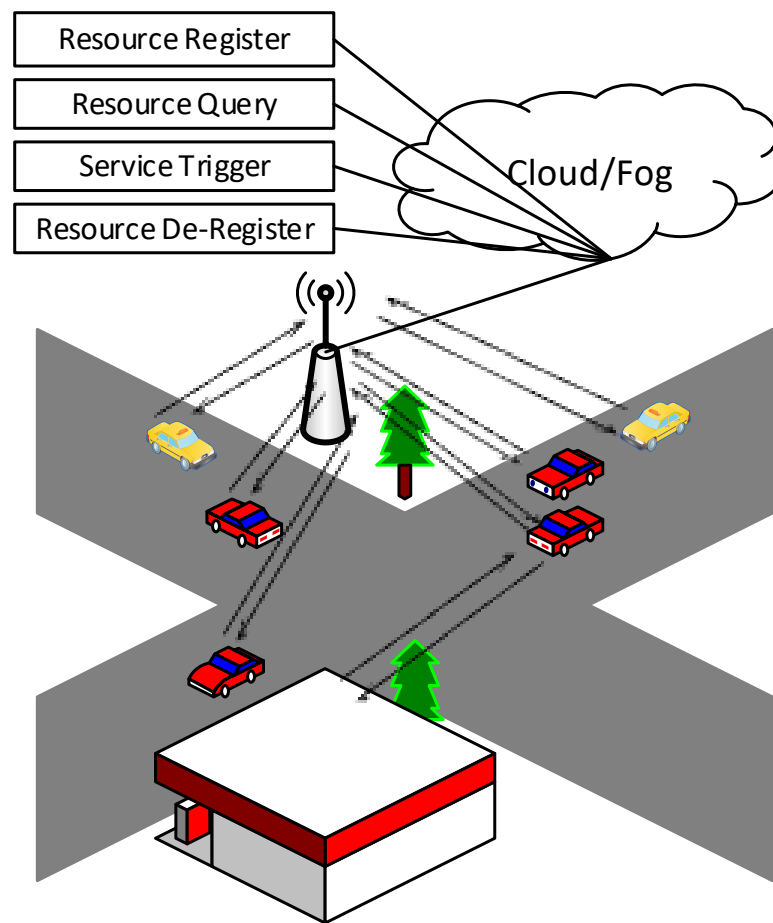 Resource Register
Resource Query
Service Trigger
Resource De-Register
Cloud/Fog